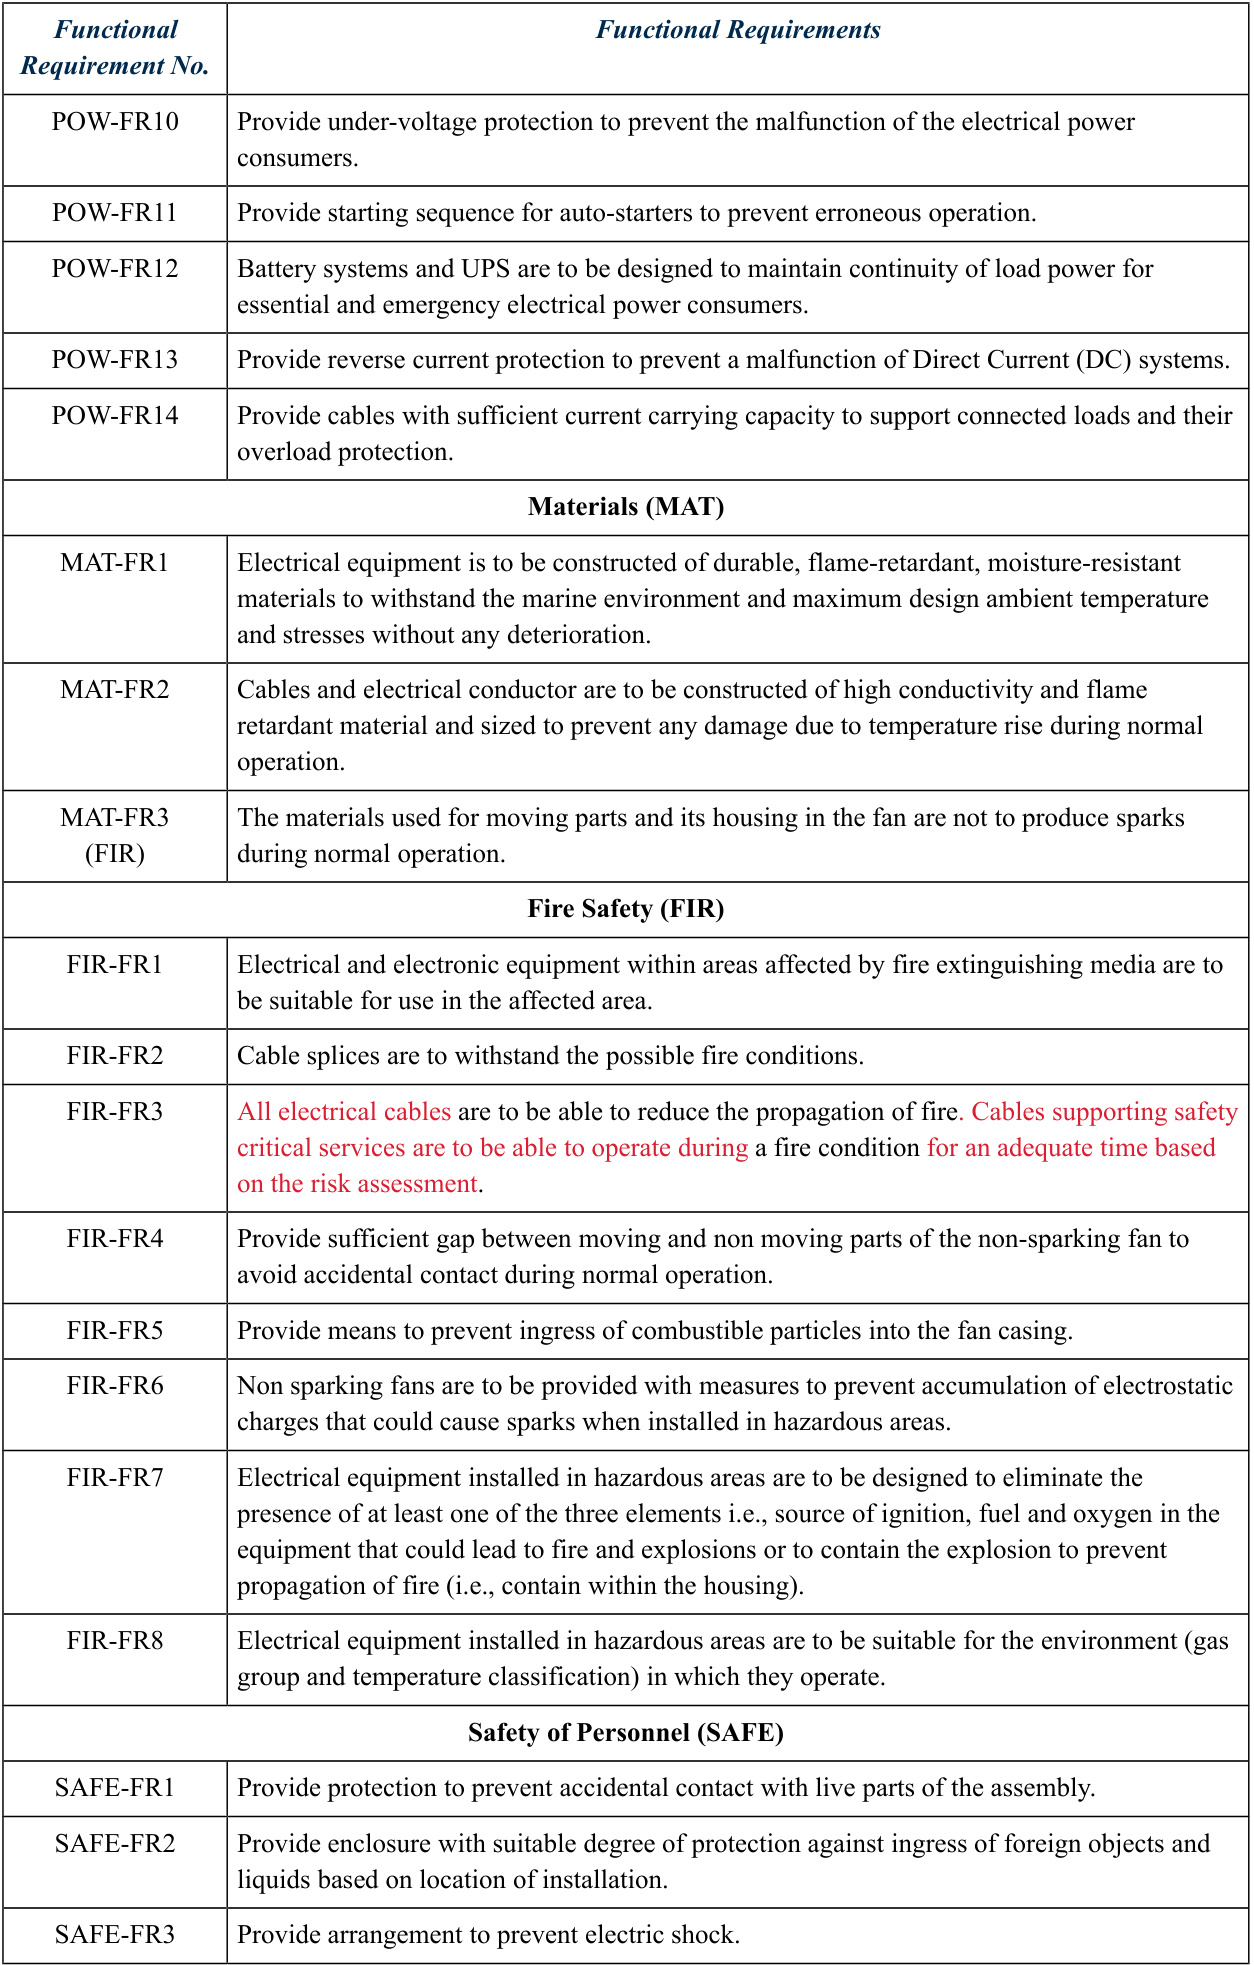 Functional
Requirement No.
Functional Requirements
POW-FR10
Provide under-voltage protection to prevent the malfunction of the electrical power
consumers.
POW-FR11
Provide starting sequence for auto-starters to prevent erroneous operation.
POW-FR12
Battery systems and UPS are to be designed to maintain continuity of load power for
essential and emergency electrical power consumers.
POW-FR13
Provide reverse current protection to prevent a malfunction of Direct Current (DC) systems.
POW-FR14
Provide cables with sufficient current carrying capacity to support connected loads and their
overload protection.
Materials (MAT)
MAT-FR1
Electrical equipment is to be constructed of durable, flame-retardant, moisture-resistant
materials to withstand the marine environment and maximum design ambient temperature
and stresses without any deterioration.
MAT-FR2
Cables and electrical conductor are to be constructed of high conductivity and flame
retardant material and sized to prevent any damage due to temperature rise during normal
operation.
MAT-FR3
(FIR)
The materials used for moving parts and its housing in the fan are not to produce sparks
during normal operation.
Fire Safety (FIR)
FIR-FR1
Electrical and electronic equipment within areas affected by fire extinguishing media are to
be suitable for use in the affected area.
FIR-FR2
Cable splices are to withstand the possible fire conditions.
FIR-FR3
All electrical cables are to be able to reduce the propagation of fire. Cables supporting safety
critical services are to be able to operate during a fire condition for an adequate time based
on the risk assessment.
FIR-FR4
Provide sufficient gap between moving and non moving parts of the non-sparking fan to
avoid accidental contact during normal operation.
FIR-FR5
Provide means to prevent ingress of combustible particles into the fan casing.
FIR-FR6
Non sparking fans are to be provided with measures to prevent accumulation of electrostatic
charges that could cause sparks when installed in hazardous areas.
FIR-FR7
Electrical equipment installed in hazardous areas are to be designed to eliminate the
presence of at least one of the three elements i.e., source of ignition, fuel and oxygen in the
equipment that could lead to fire and explosions or to contain the explosion to prevent
propagation of fire (i.e., contain within the housing).
FIR-FR8
Electrical equipment installed in hazardous areas are to be suitable for the environment (gas
group and temperature classification) in which they operate.
Safety of Personnel (SAFE)
SAFE-FR1
Provide protection to prevent accidental contact with live parts of the assembly.
SAFE-FR2
Provide enclosure with suitable degree of protection against ingress of foreign objects and
liquids based on location of installation.
SAFE-FR3
Provide arrangement to prevent electric shock.